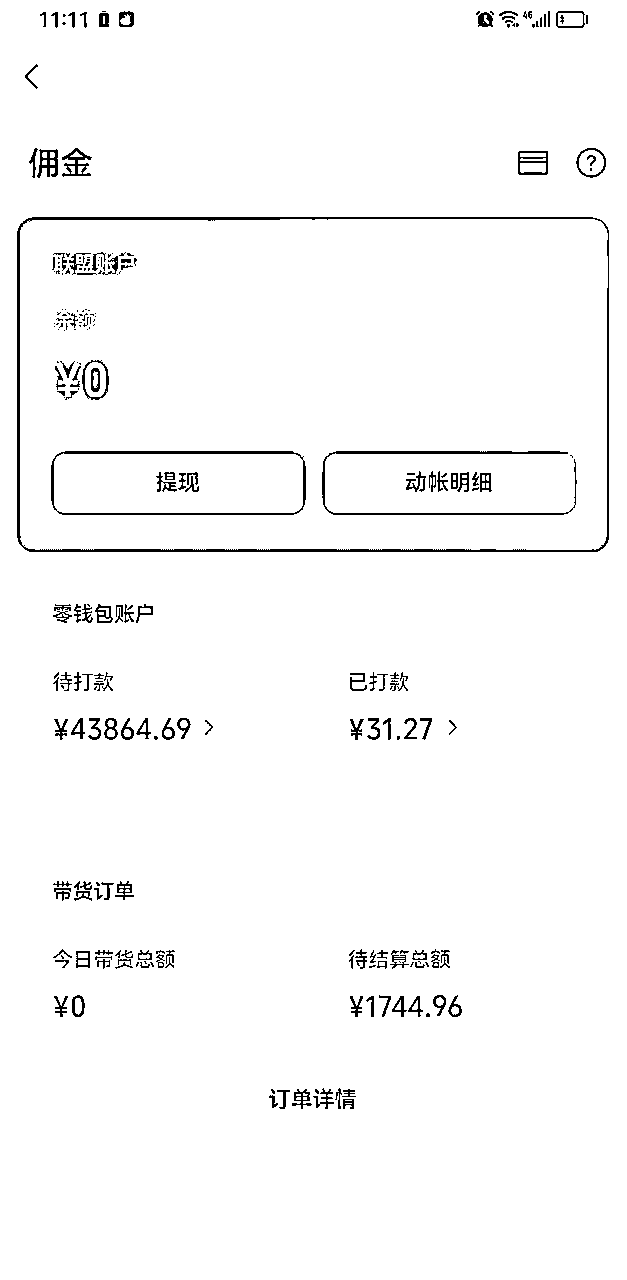 11:11 4G
佣金
联盟账户
余额
¥0
提现 动帐明细
零钱包账户
待打款 已打款
¥43864.69 ¥31.27
带货订单
今日带货总额 待结算总额
¥0 ¥1744.96
订单详情